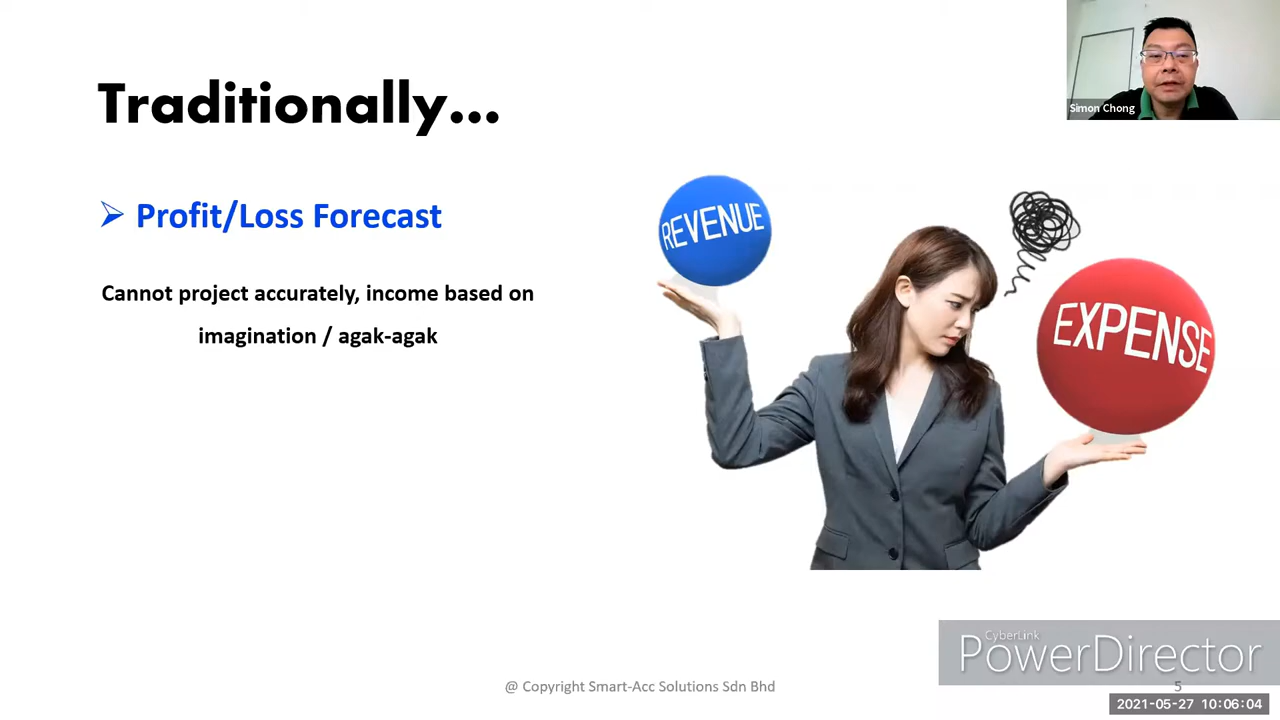 Simon Chong
Traditionally...
➢ Profit/Loss Forecast
Cannot project accurately, income based on
imagination / agak-agak
REVENUE
EXPENSE
CyberLink
PowerDirector
@ Copyright Smart-Acc Solutions Sdn Bhd
5
2021-05-27 10:06:04